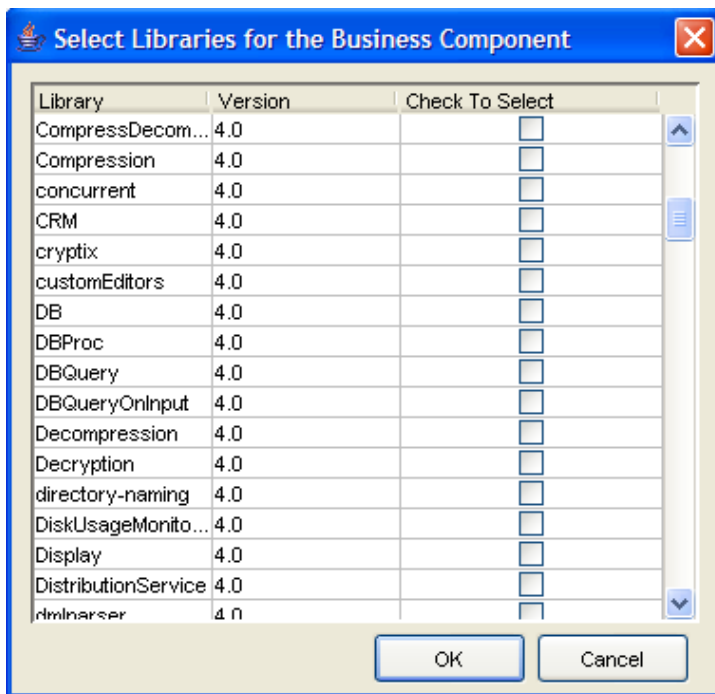 Select Libraries for the Business Component
Library Version Check To Select
CompressDecom... 4.0
Compression 4.0
concurrent 4.0
CRM 4.0
cryptix 4.0
customEditors 4.0
DB 4.0
DBProc 4.0
DBQuery 4.0
DBQueryOnInput 4.0
Decompression 4.0
Decryption 4.0
directory-naming 4.0
DiskUsageMonito... 4.0
Display 4.0
DistributionService 4.0
dmlparser 4.0
OK Cancel